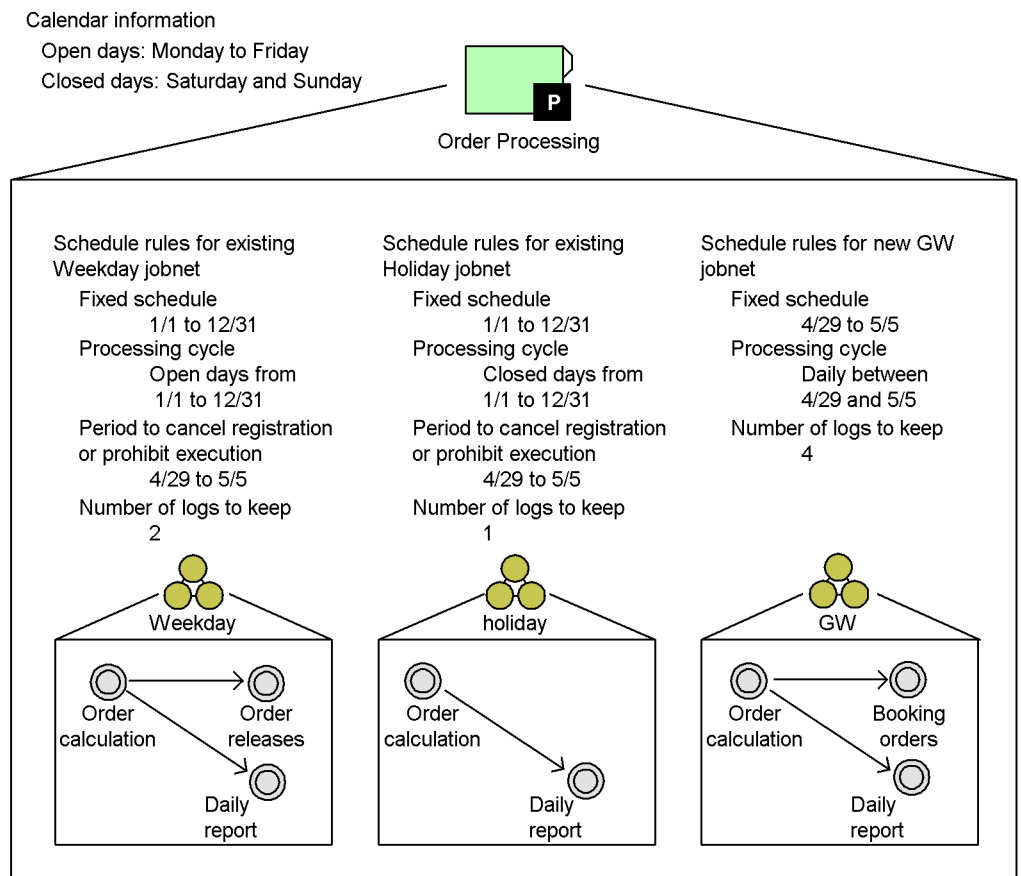 Calendar information
Open days: Monday to Friday
Closed days: Saturday and Sunday
P
Order Processing
Schedule rules for existing
Weekday jobnet
Fixed schedule
1/1 to 12/31
Processing cycle
Open days from
1/1 to 12/31
Period to cancel registration
or prohibit execution
4/29 to 5/5
Number of logs to keep
2
Weekday
Order
calculation
Order
releases
Daily
report
Schedule rules for existing
Holiday jobnet
Fixed schedule
1/1 to 12/31
Processing cycle
Closed days from
1/1 to 12/31
Period to cancel registration
or prohibit execution
4/29 to 5/5
Number of logs to keep
1
holiday
Order
calculation
Daily
report
Schedule rules for new GW
jobnet
Fixed schedule
4/29 to 5/5
Processing cycle
Daily between
4/29 and 5/5
Number of logs to keep
4
GW
Order
calculation
Booking
orders
Daily
report